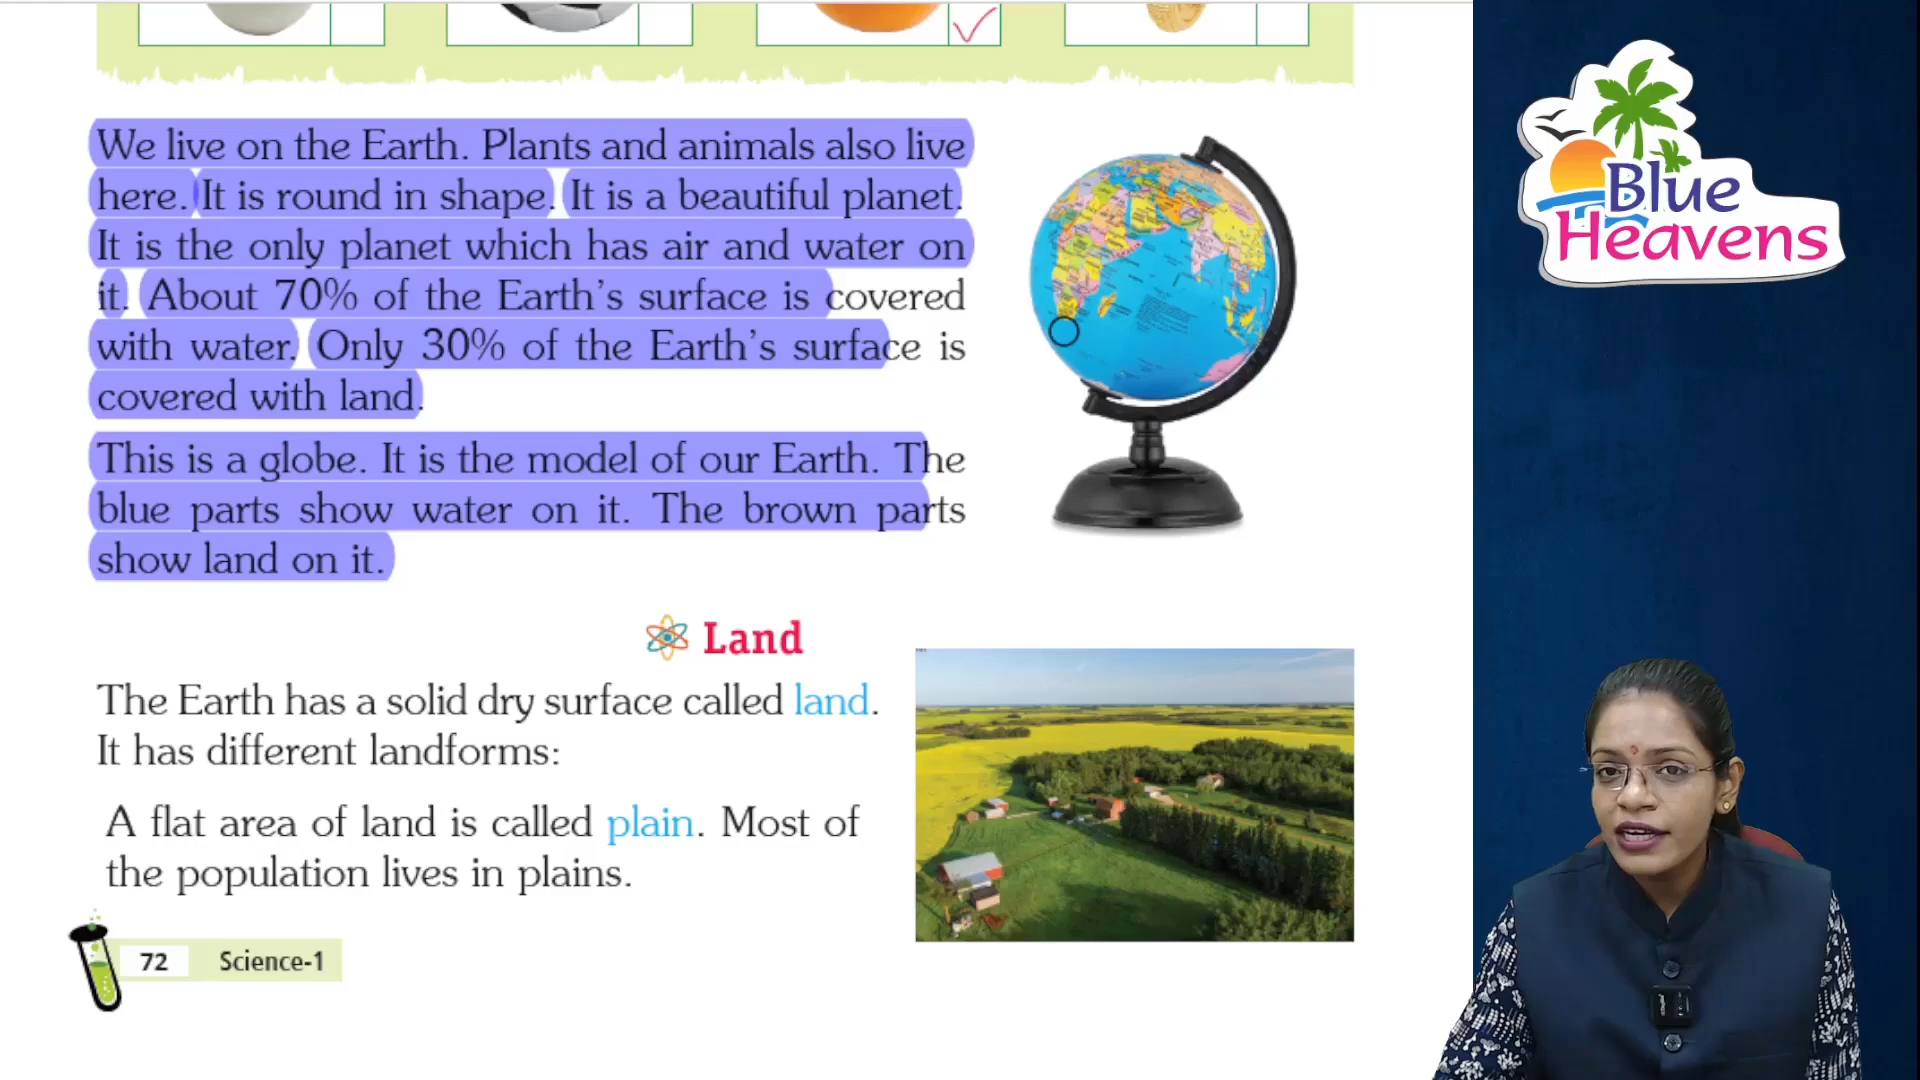 We live on the Earth. Plants and animals also live
here. It is round in shape. It is a beautiful planet.
It is the only planet which has air and water on
it. About 70% of the Earth's surface is covered
with water. Only 30% of the Earth's surface is
covered with land.
This is a globe. It is the model of our Earth. The
blue parts show water on it. The brown parts
show land on it.
Land
The Earth has a solid dry surface called land.
It has different landforms:
A flat area of land is called plain. Most of
the population lives in plains.
72 Science-1
Blue
Heavens